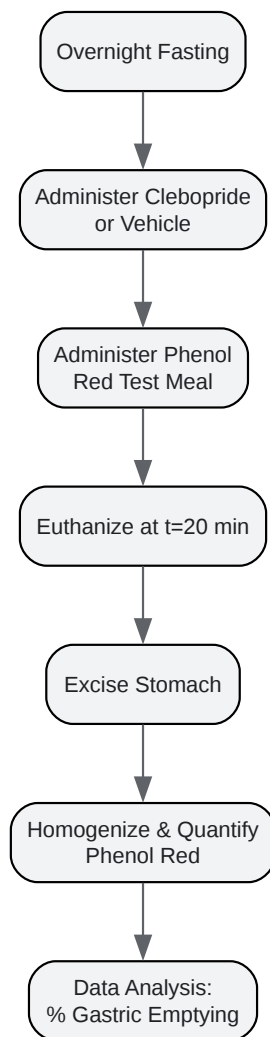 Overnight Fasting
Administer Clebopride
or Vehicle
Administer Phenol
Red Test Meal
Euthanize at t=20 min
Excise Stomach
Homogenize & Quantify
Phenol Red
Data Analysis:
% Gastric Emptying